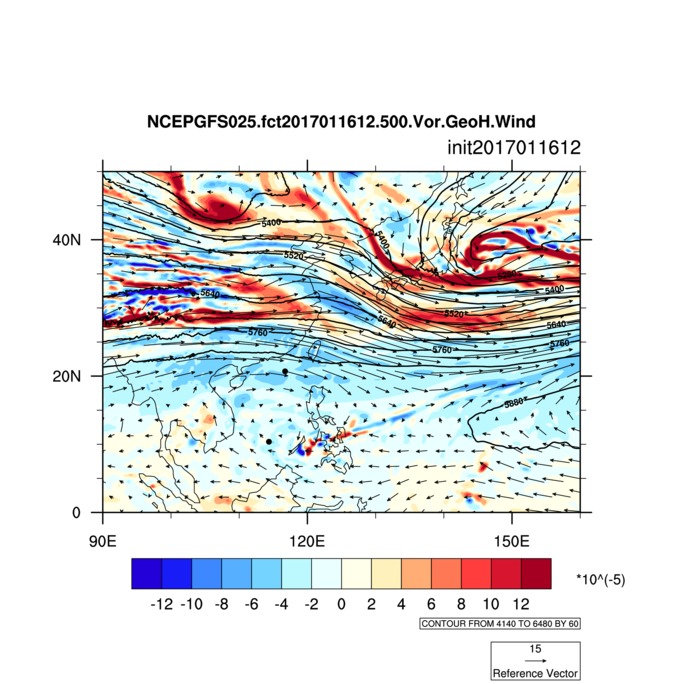 NCEPGFS025.fct2017011612.500.Vor.GeoH.Wind
init2017011612
40N
20N
0
5400
5400
5520
5640
5640
5760
5520
5760
5400
5640
5760
5880
90E 120E 150E
-12 -10 -8 -6 -4 -2 0 2 4 6 8 10 12
*10^(-5)
CONTOUR FROM 4140 TO 6480 BY 60
15
Reference Vector